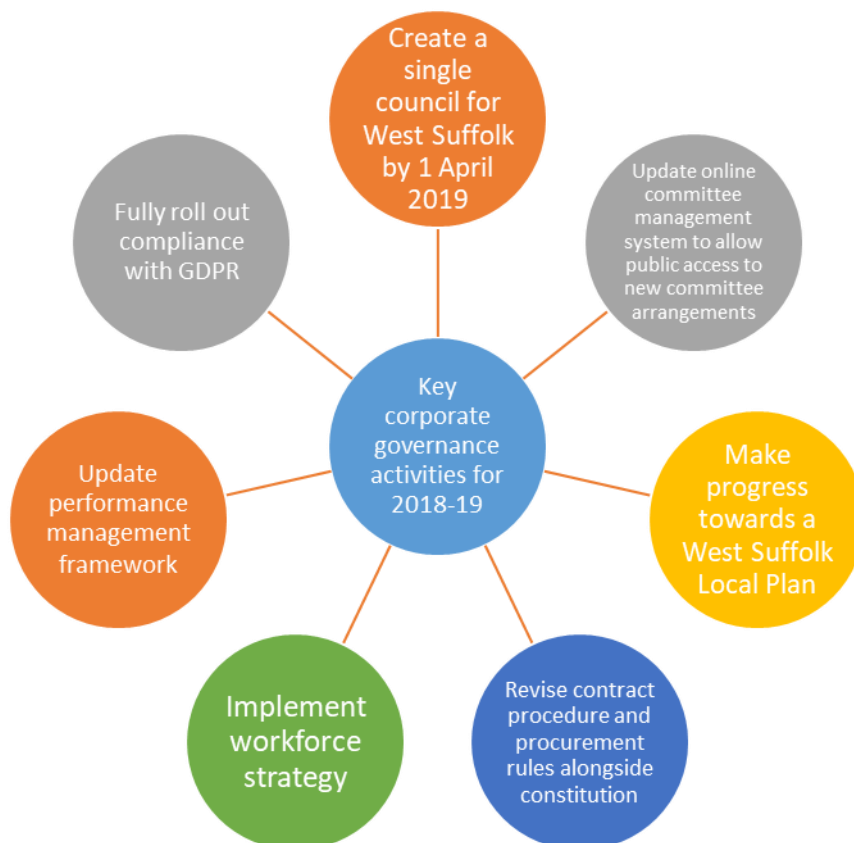 Create a
single
council for
West Suffolk
by 1 April
2019
Update online
committee
management
system to allow
public access to
new committee
arrangements
Make
progress
towards a
West Suffolk
Local Plan
Revise contract
procedure and
procurement
rules alongside
constitution
Implement
workforce
strategy
Update
performance
management
framework
Fully roll out
compliance
with GDPR
Key
corporate
governance
activities for
2018-19